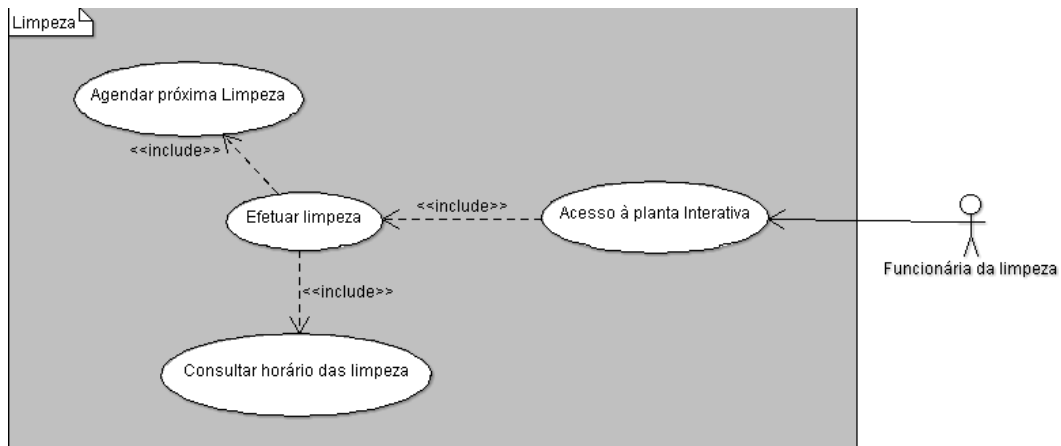 Limpeza
Agendar próxima Limpeza
<<include>>
Efetuar limpeza
<<include>>
Acesso à planta Interativa
Funcionária da limpeza
<<include>>
Consultar horário das limpeza